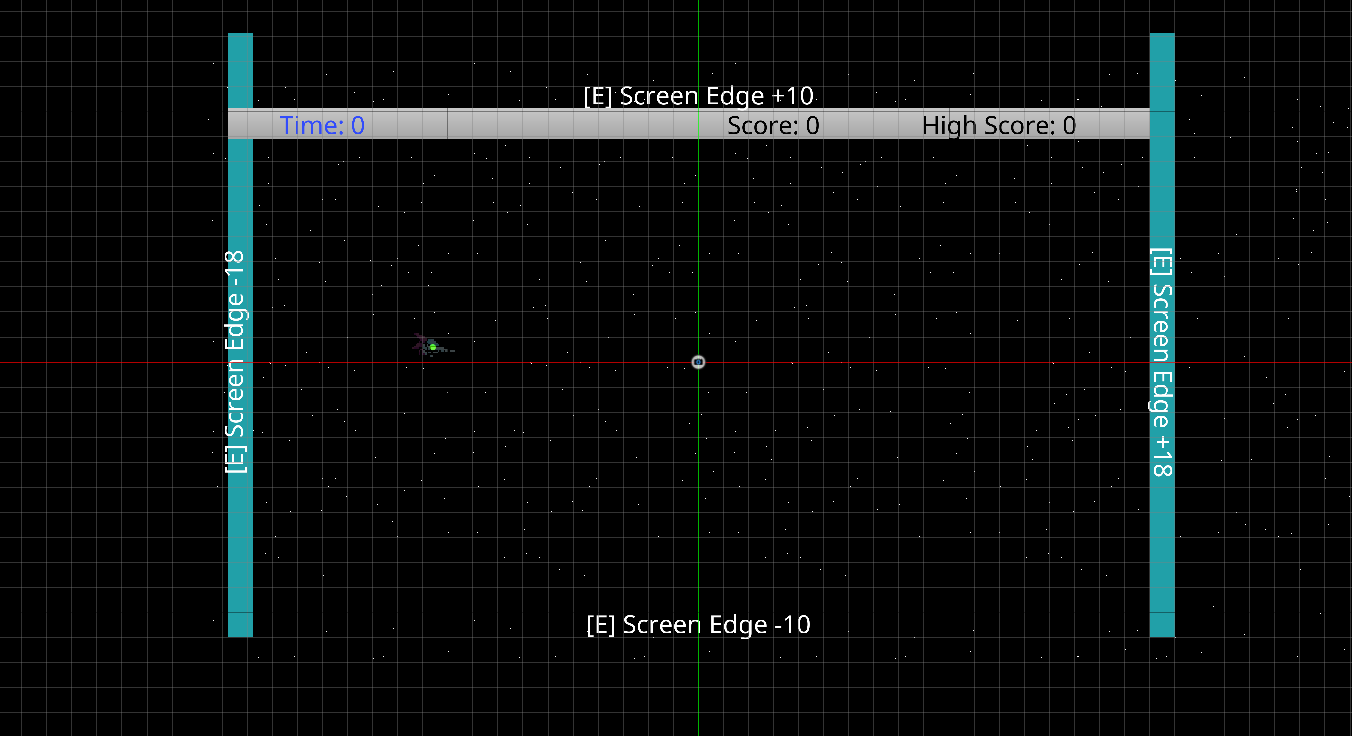 [E] Screen Edge +10
Time: 0
Score: 0
High Score: 0
[E] Screen Edge -18
[E] Screen Edge +18
[E] Screen Edge -10